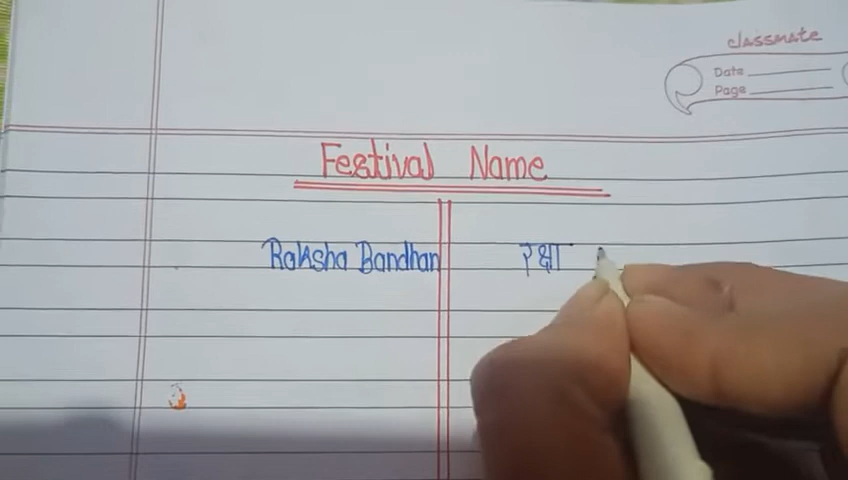 classmate
Date
Page
Festival Name
Raksha Bandhan रक्षा